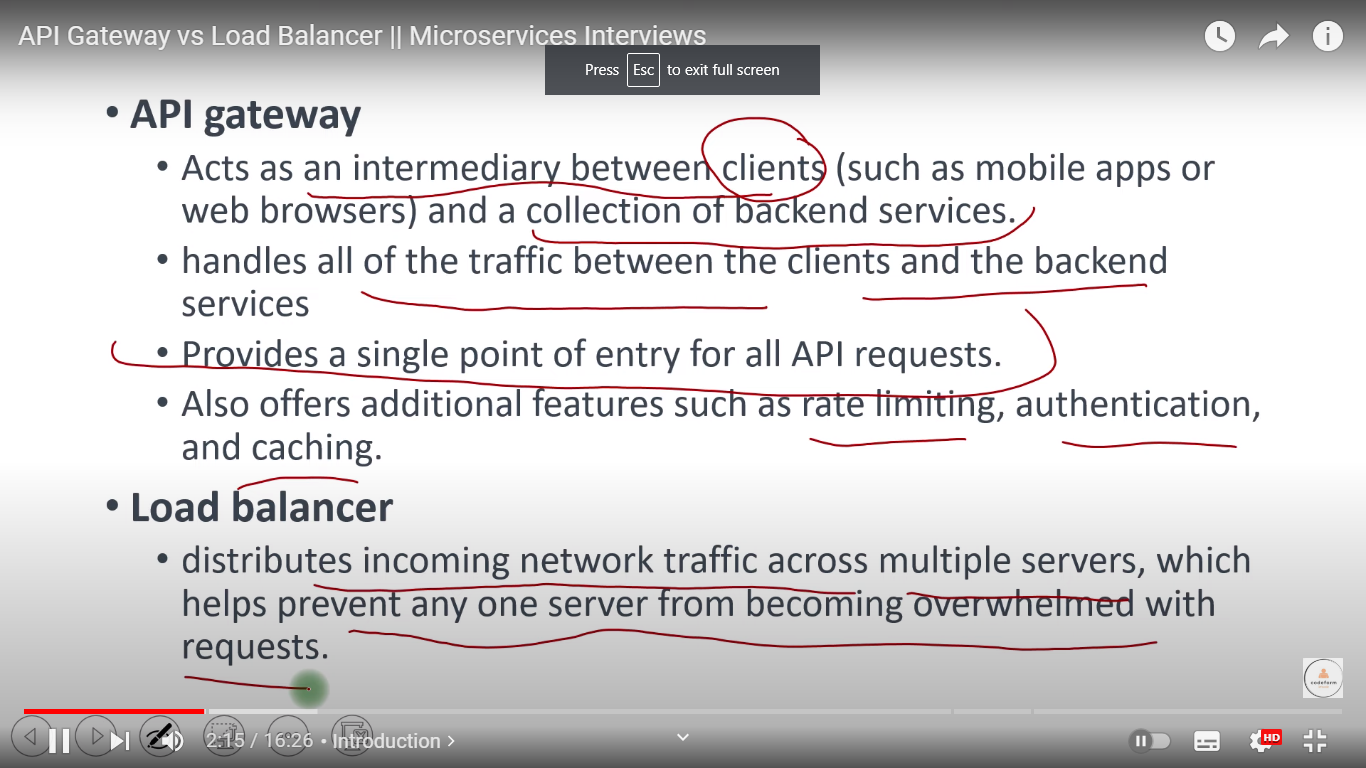 API Gateway vs Load Balancer || Microservices Interviews
Press Esc to exit full screen
• API gateway
• Acts as an intermediary between clients (such as mobile apps or
web browsers) and a collection of backend services.
• handles all of the traffic between the clients and the backend
services
• Provides a single point of entry for all API requests.
• Also offers additional features such as rate limiting, authentication,
and caching.
• Load balancer
• distributes incoming network traffic across multiple servers, which
helps prevent any one server from becoming overwhelmed with
requests.
codefarm
2:15 / 16:26 • Introduction
HD